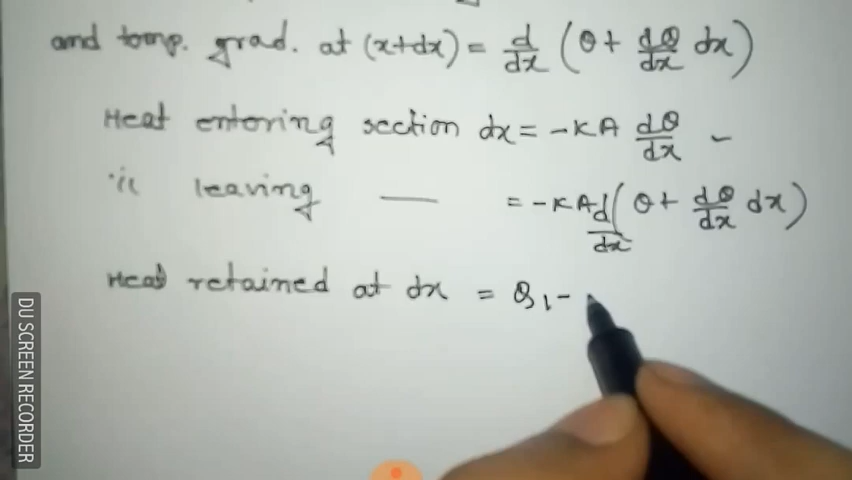 and temp. grad. at (x+dx) = d/dx (θ + dθ/dx dx)
Heat entering section dx = -KA dθ/dx -
leaving — = -KA d/dx (θ + dθ/dx dx)
Heat retained at dx = Q1 -
DU SCREEN RECORDER